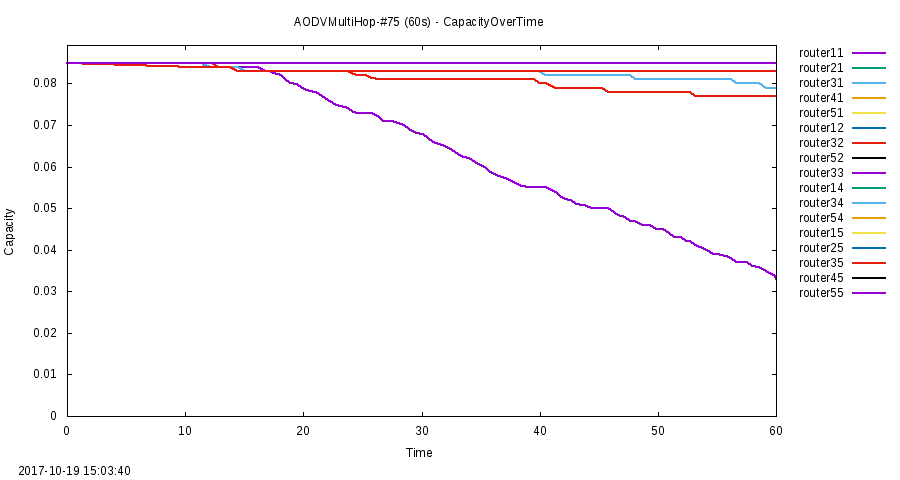 AODVMultiHop-#75 (60s) - CapacityOverTime
router11
router21
router31
router41
router51
router12
router32
router52
router33
router14
router34
router54
router15
router25
router35
router45
router55
0.08
0.07
0.06
0.05
0.04
0.03
0.02
0.01
0
Capacity
0 10 20 30 40 50 60
Time
2017-10-19 15:03:40